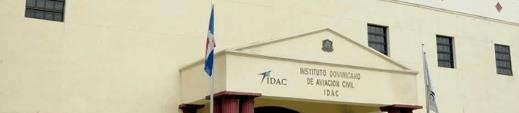 IDAC
INSTITUTO DOMINICANO
DE AVIACION CIVIL
IDAC